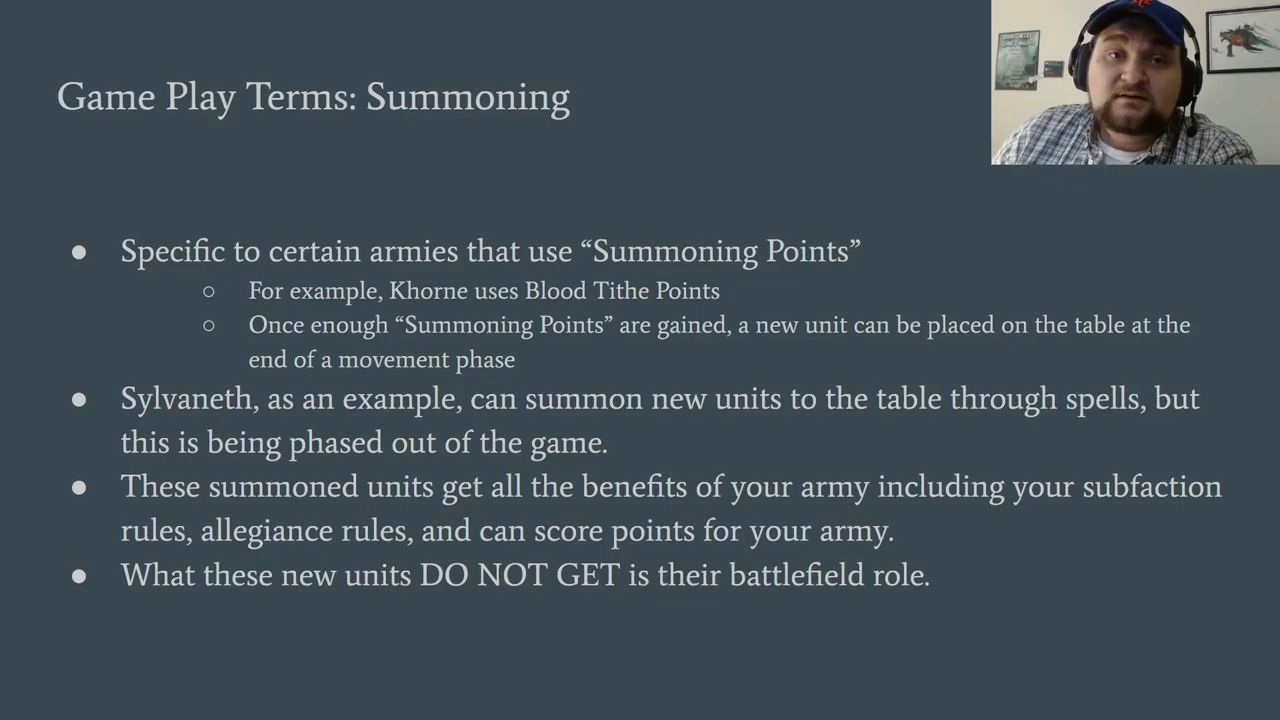 Game Play Terms: Summoning
● Specific to certain armies that use “Summoning Points”
○ For example, Khorne uses Blood Tithe Points
○ Once enough “Summoning Points” are gained, a new unit can be placed on the table at the
end of a movement phase
● Sylvaneth, as an example, can summon new units to the table through spells, but
this is being phased out of the game.
● These summoned units get all the benefits of your army including your subfaction
rules, allegiance rules, and can score points for your army.
● What these new units DO NOT GET is their battlefield role.